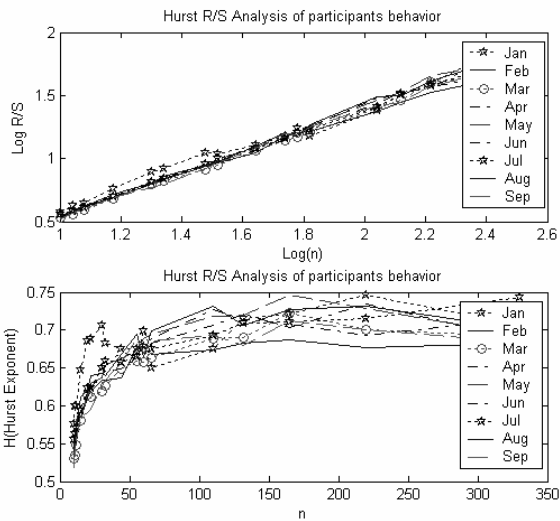 Hurst R/S Analysis of participants behavior
2
1.5
1
0.5
Log R/S
1
1.2
1.4
1.6
1.8
2
2.2
2.4
2.6
Log(n)
Jan
Feb
Mar
Apr
May
Jun
Jul
Aug
Sep
Hurst R/S Analysis of participants behavior
0.75
0.7
0.65
0.6
0.55
0.5
H(Hurst Exponent)
0
50
100
150
200
250
300
350
n
Jan
Feb
Mar
Apr
May
Jun
Jul
Aug
Sep